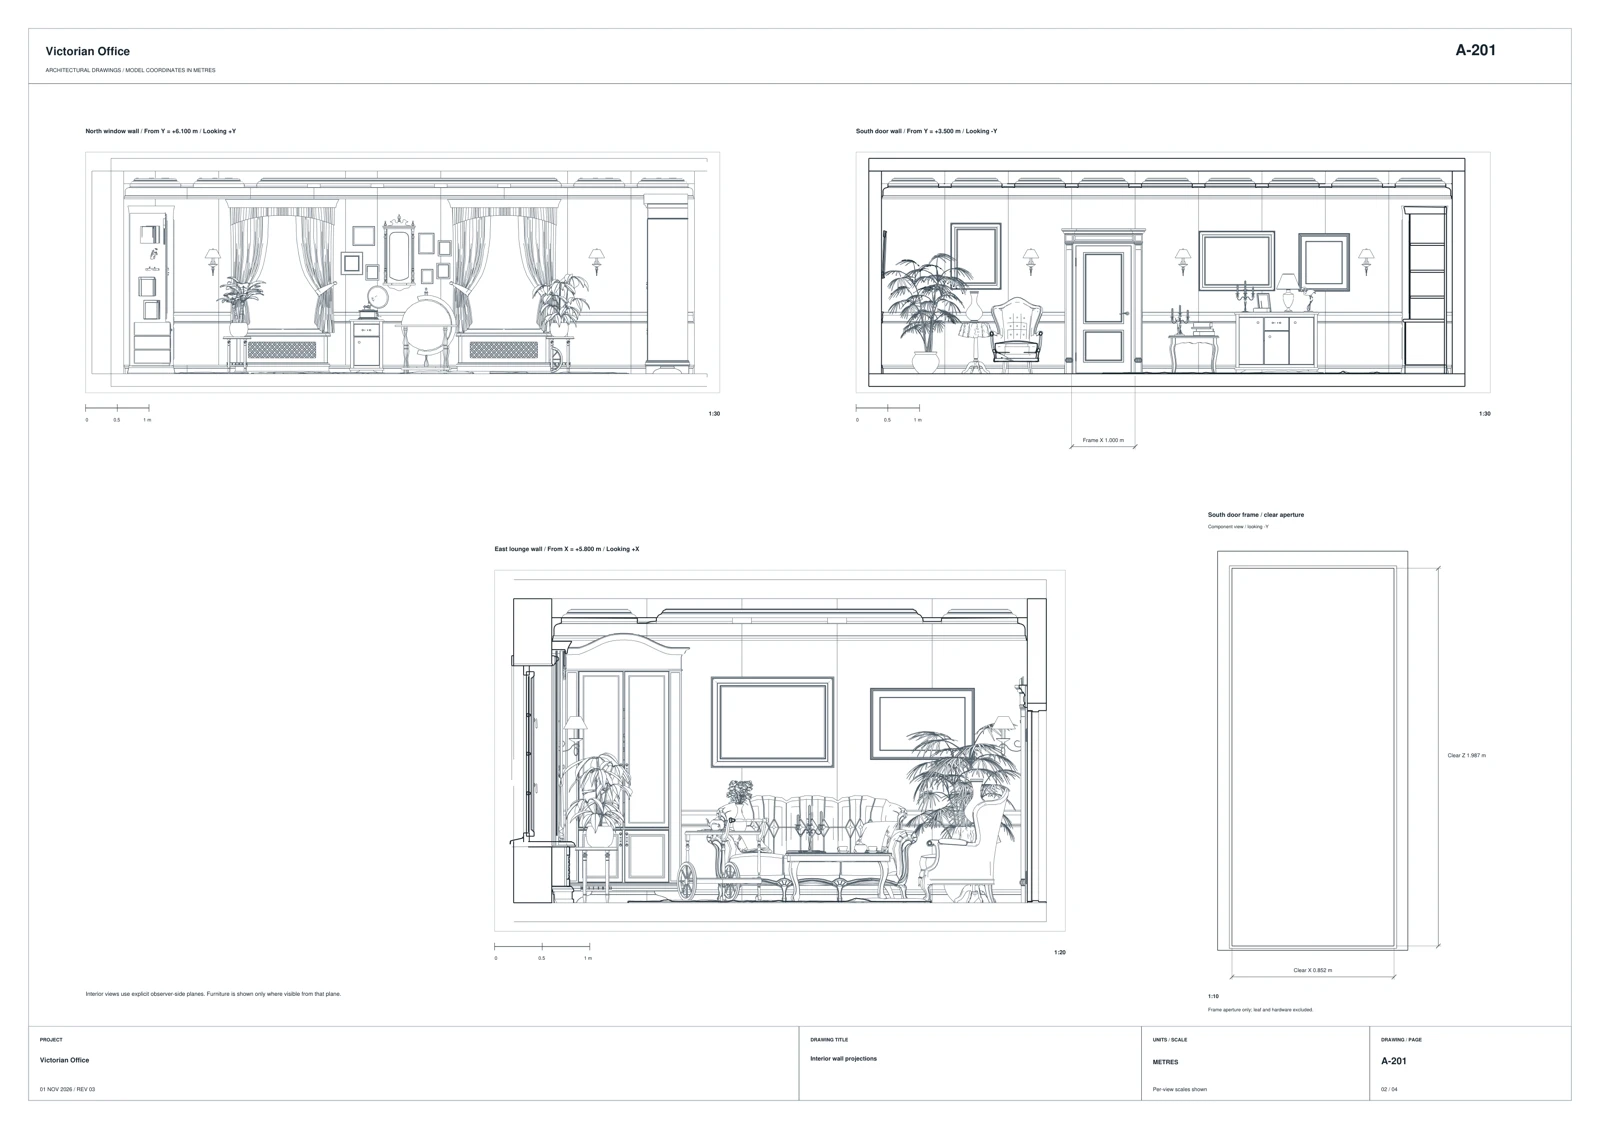 Victorian Office
A-201
ARCHITECTURAL DRAWINGS / MODEL COORDINATES IN METRES
North window wall / From Y = +6.100 m / Looking +Y
South door wall / From Y = +3.500 m / Looking -Y
0 0.5 1 m
1:30
0 0.5 1 m
1:30
Frame X 1.000 m
South door frame / clear aperture
Component view / looking -Y
East lounge wall / From X = +5.800 m / Looking +X
Clear Z 1.987 m
0 0.5 1 m
1:20
Clear X 0.852 m
Interior views use explicit observer-side planes. Furniture is shown only where visible from that plane.
1:10
Frame aperture only; leaf and hardware excluded.
PROJECT
Victorian Office
01 NOV 2026 / REV 03
DRAWING TITLE
Interior wall projections
UNITS / SCALE
METRES
Per-view scales shown
DRAWING / PAGE
A-201
02 / 04